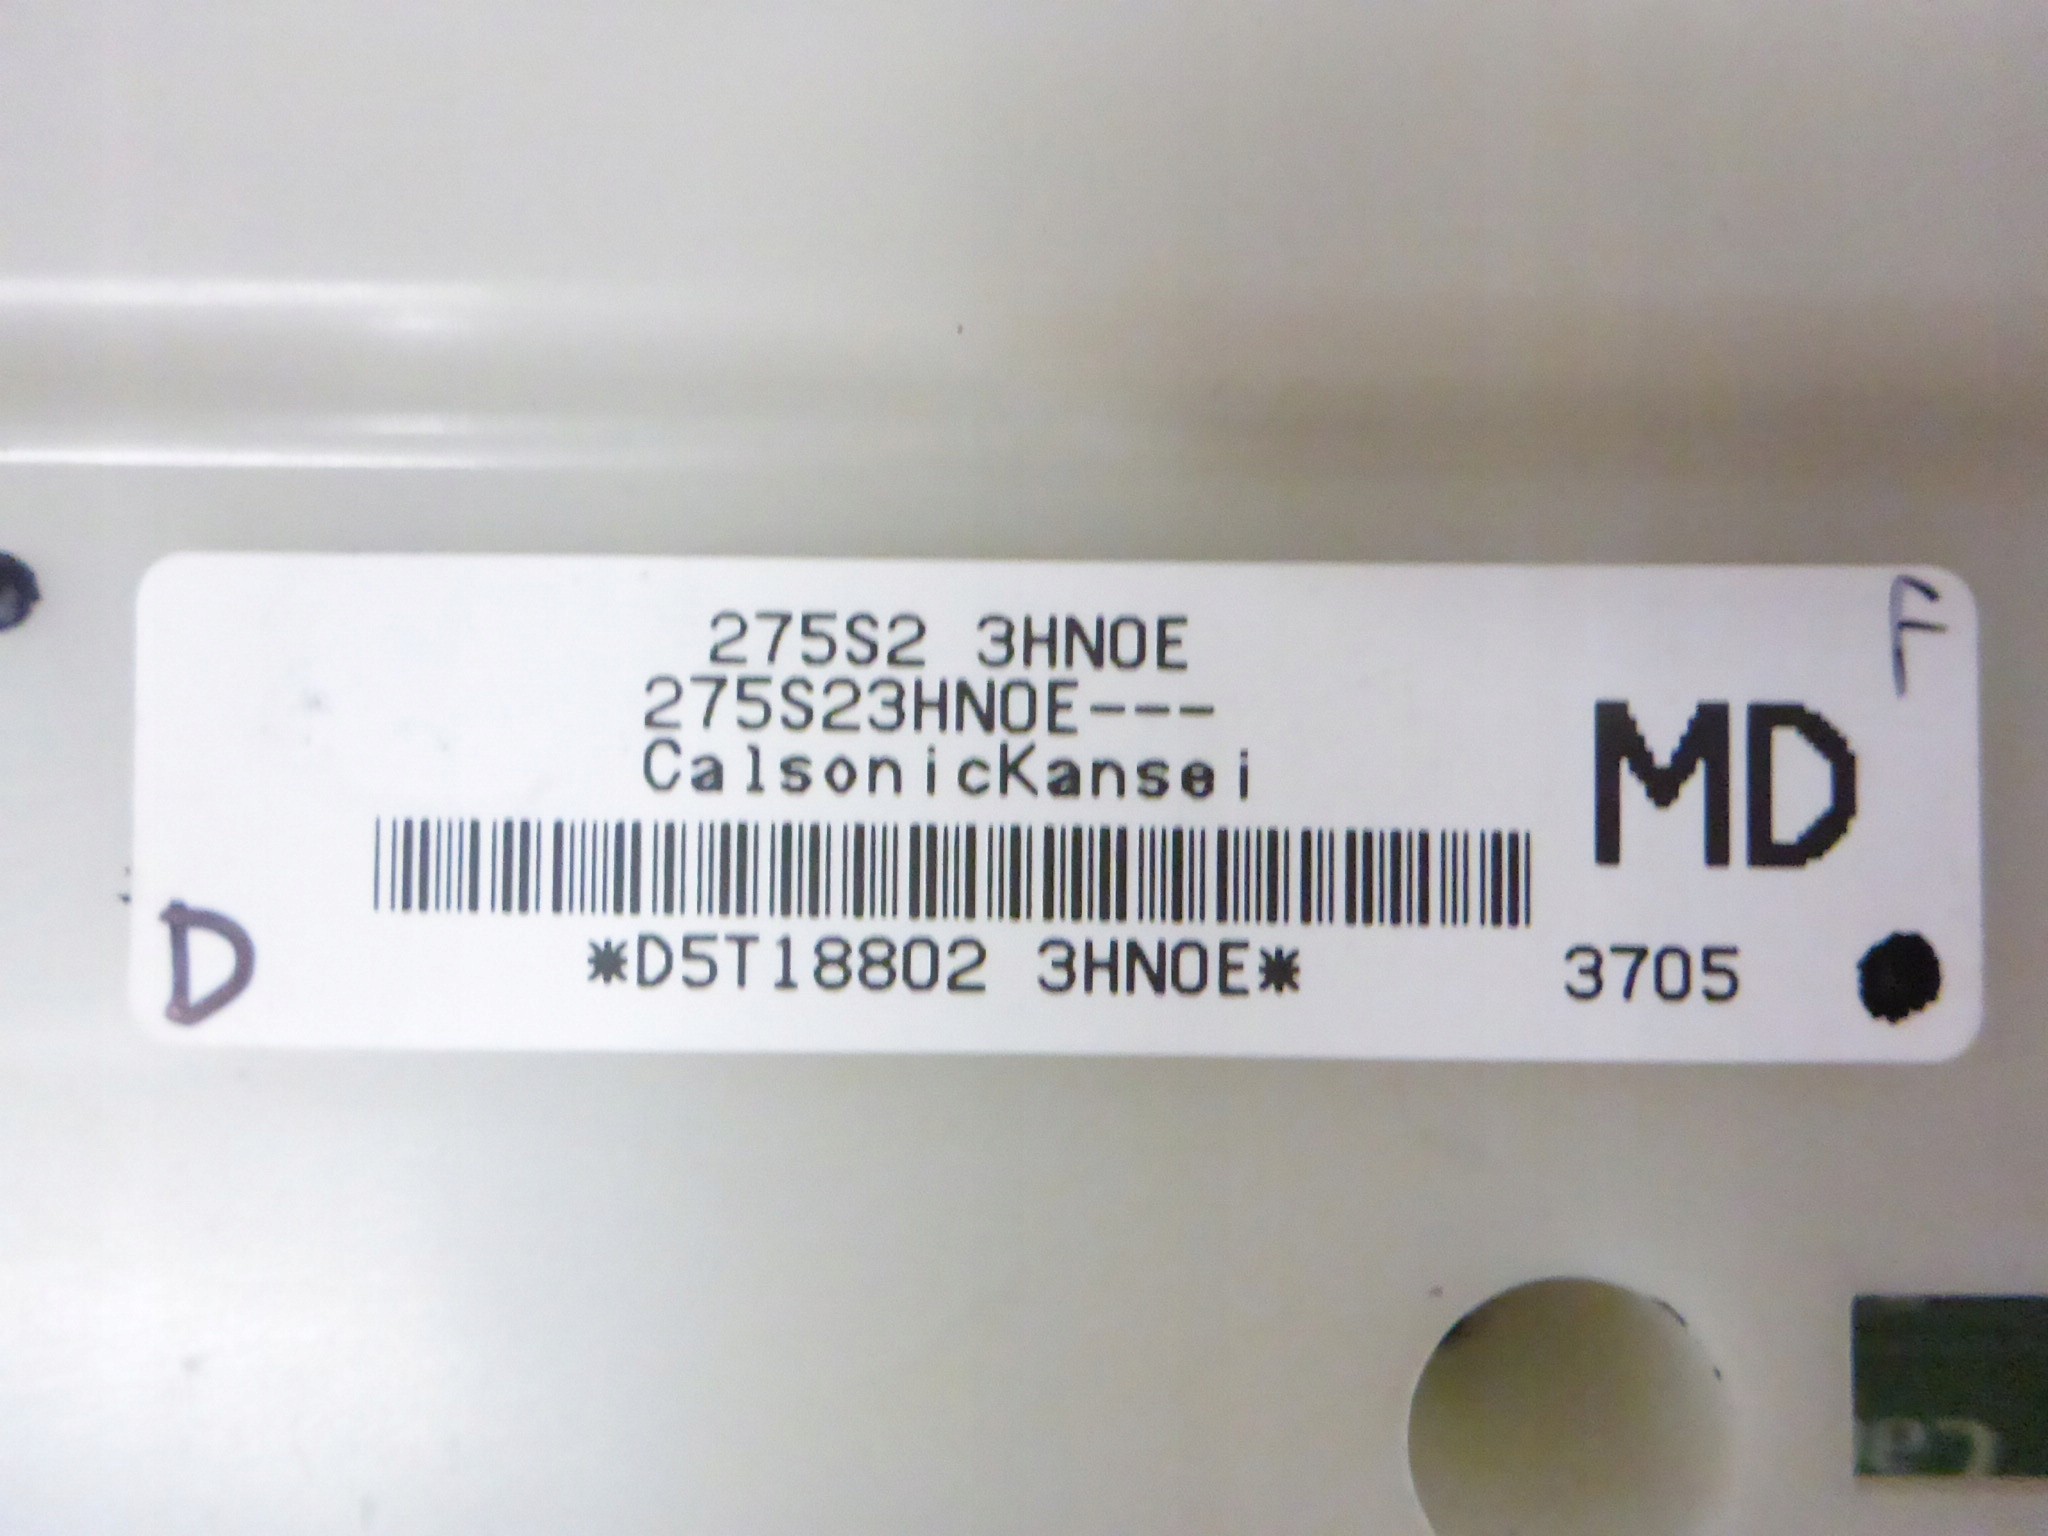 275S2 3HN0E
275S23HN0E---
CalsonicKansei
MD
*D5T18802 3HN0E*
3705
D